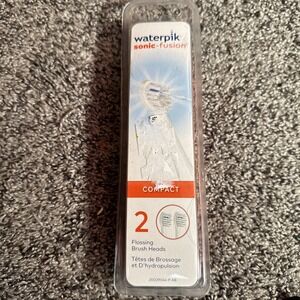 waterpik
sonic-fusion
COMPACT
2
Flossing
Brush Heads
Têtes de Brossage
et D'hydropulsion